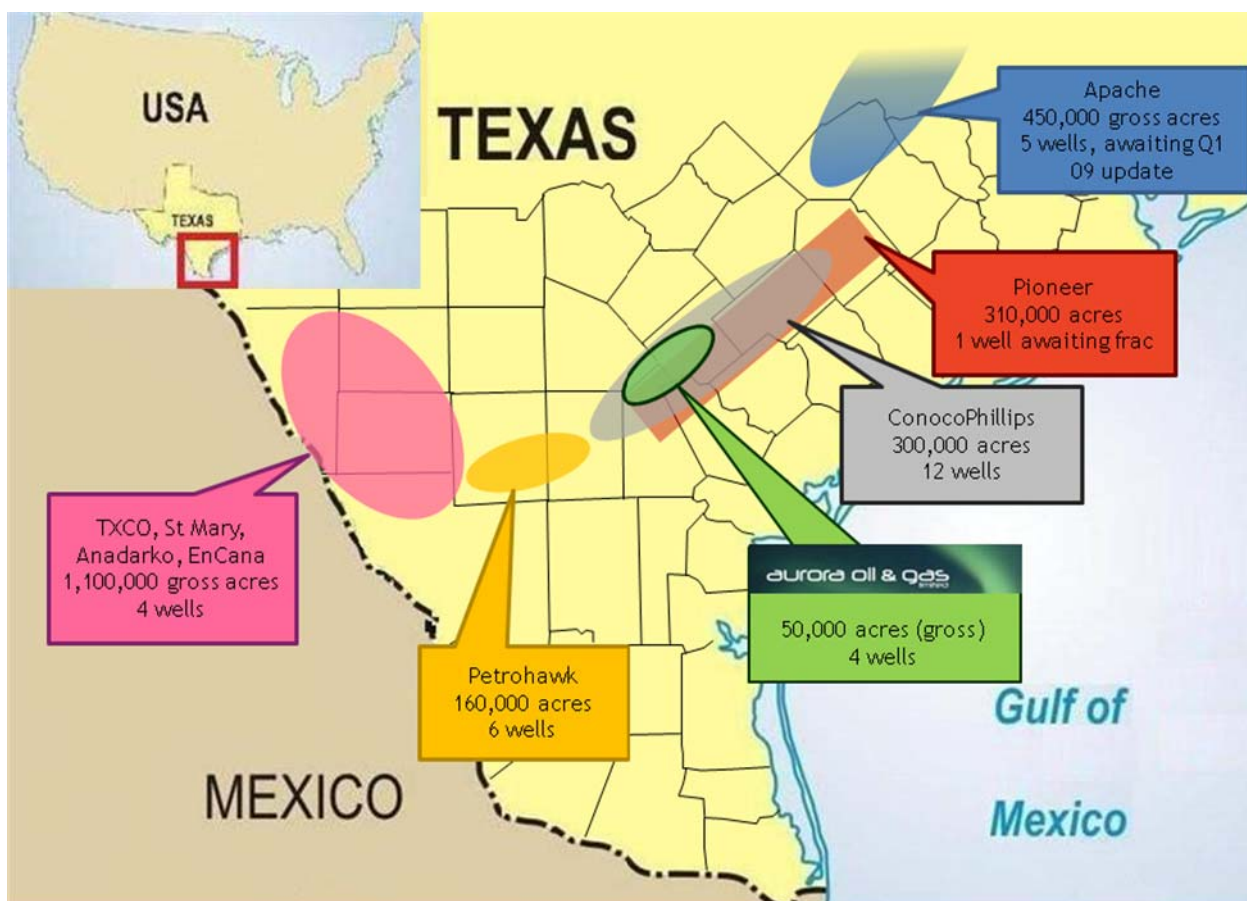 USA
TEXAS
TEXAS
Apache
450,000 gross acres
5 wells, awaiting Q1
09 update
Pioneer
310,000 acres
1 well awaiting frac
ConocoPhillips
300,000 acres
12 wells
TXCO, St Mary,
Anadarko, EnCana
1,100,000 gross acres
4 wells
aurora oil & gas
limited
50,000 acres (gross)
4 wells
Petrohawk
160,000 acres
6 wells
Gulf of
Mexico
MEXICO